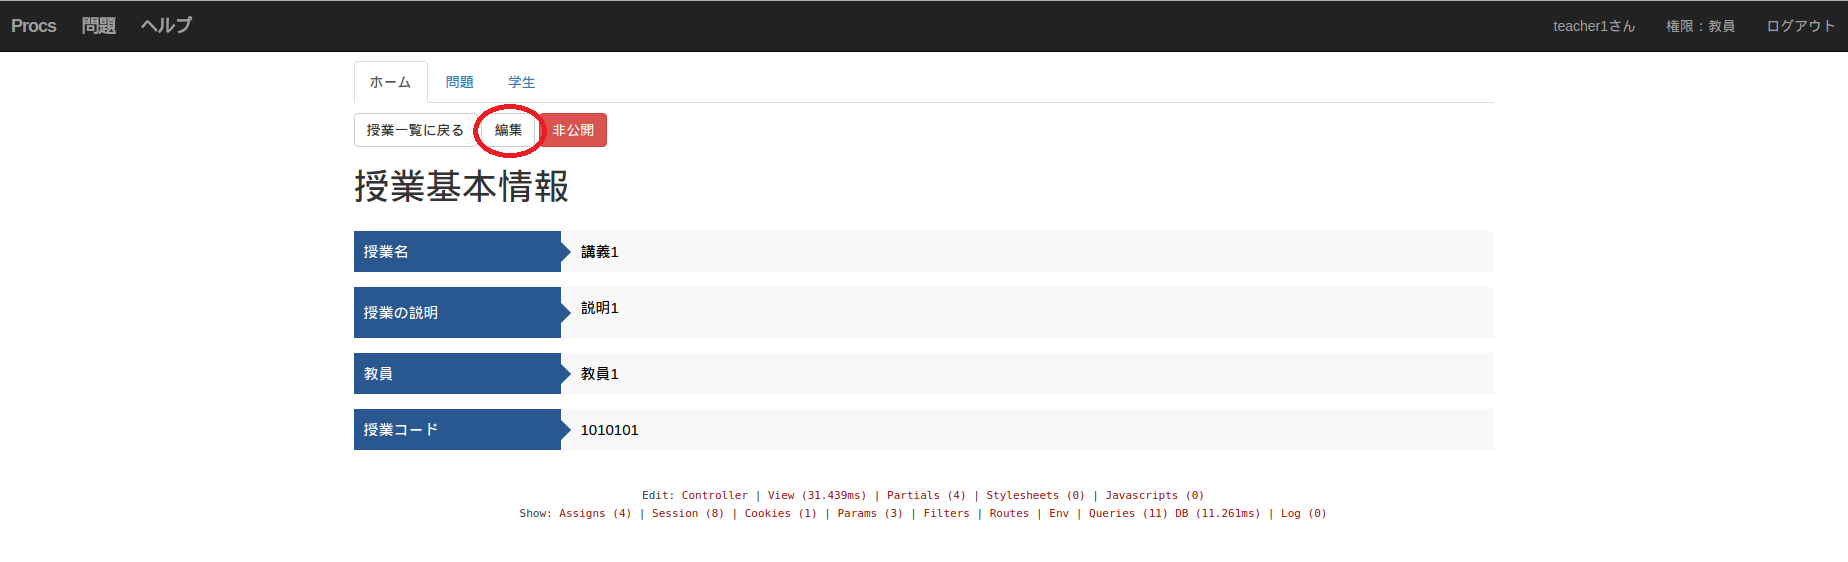 Procs 問題 ヘルプ teacher1さん 権限：教員 ログアウト
ホーム 問題 学生
授業一覧に戻る 編集 非公開
授業基本情報
授業名 講義1
授業の説明 説明1
教員 教員1
授業コード 1010101
Edit: Controller | View (31.439ms) | Partials (4) | Stylesheets (0) | Javascripts (0)
Show: Assigns (4) | Session (8) | Cookies (1) | Params (3) | Filters | Routes | Env | Queries (11) DB (11.261ms) | Log (0)